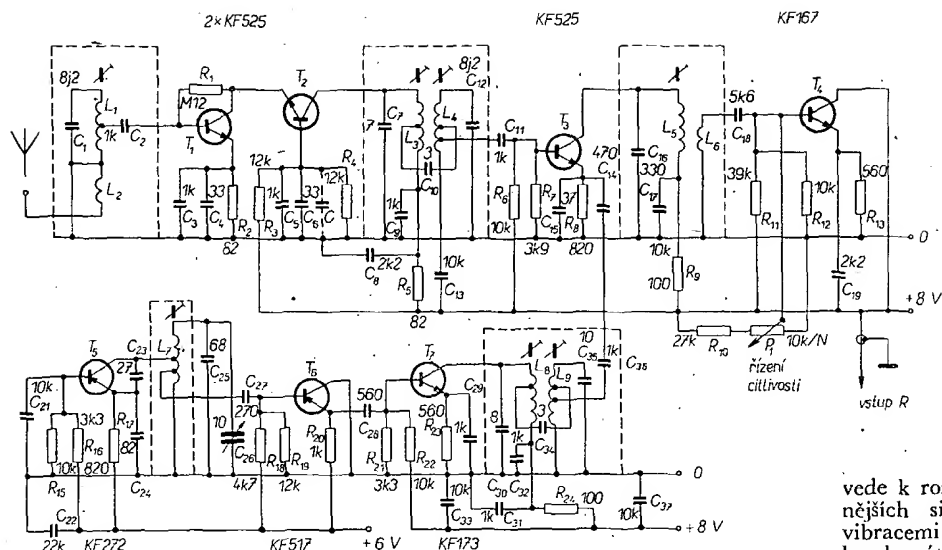 2×KF525 KF525 KF167
8j2 R₁ T₂ 8j2 C₁₂ T₄
M12 5k6
L₁ C₂ T₁ C₇ L₄ C₁₁ T₃ L₅ C₁₈
C₁ 1k 7 L₃ 1k 470 C₁₆ L₆
3 C₁₄ 330 560
L₂ 12k R₄ C₁₀ C₁₇ 39k 10k
1k 33 1k 33 C 12k 1k R₆ R₇ 37
C₃ C₄ R₂ R₃ C₅ C₆ C₉ C₁₅ R₈ R₁₁ R₁₂ R₁₃
82 10k 3k9 820 10k 0
C₈ 2k2 R₅ 10k C₁₃ 100 R₉ 2k2 C₁₉
82 +8 V
27k R₁₀ P₁ 10k/N
řízení
citlivosti
vstup R
T₅ C₂₃ L₇ 68 T₆ T₇ 10 1k
27 C₂₅ C₂₇ 560 560 C₂₉ L₈ L₉ C₃₅ C₃₆
10k 3k3 R₁₇ 270 R₂₀ C₂₈ R₂₃ 8 3
C₂₁ R₁₆ 82 10 C₂₆ R₁₈ R₁₉ 1k R₂₁ R₂₂ 1k C₃₄
R₁₅ 10k 820 C₂₄ 4k7 12k 3k3 10k C₃₀ C₃₂ 0
10k C₃₃ 1k C₃₁ R₂₄ 100 10k C₃₇
C₂₂ 22k KF272 KF517 +6 V KF173 +8 V
vede k ro
nějších si
vibracemi